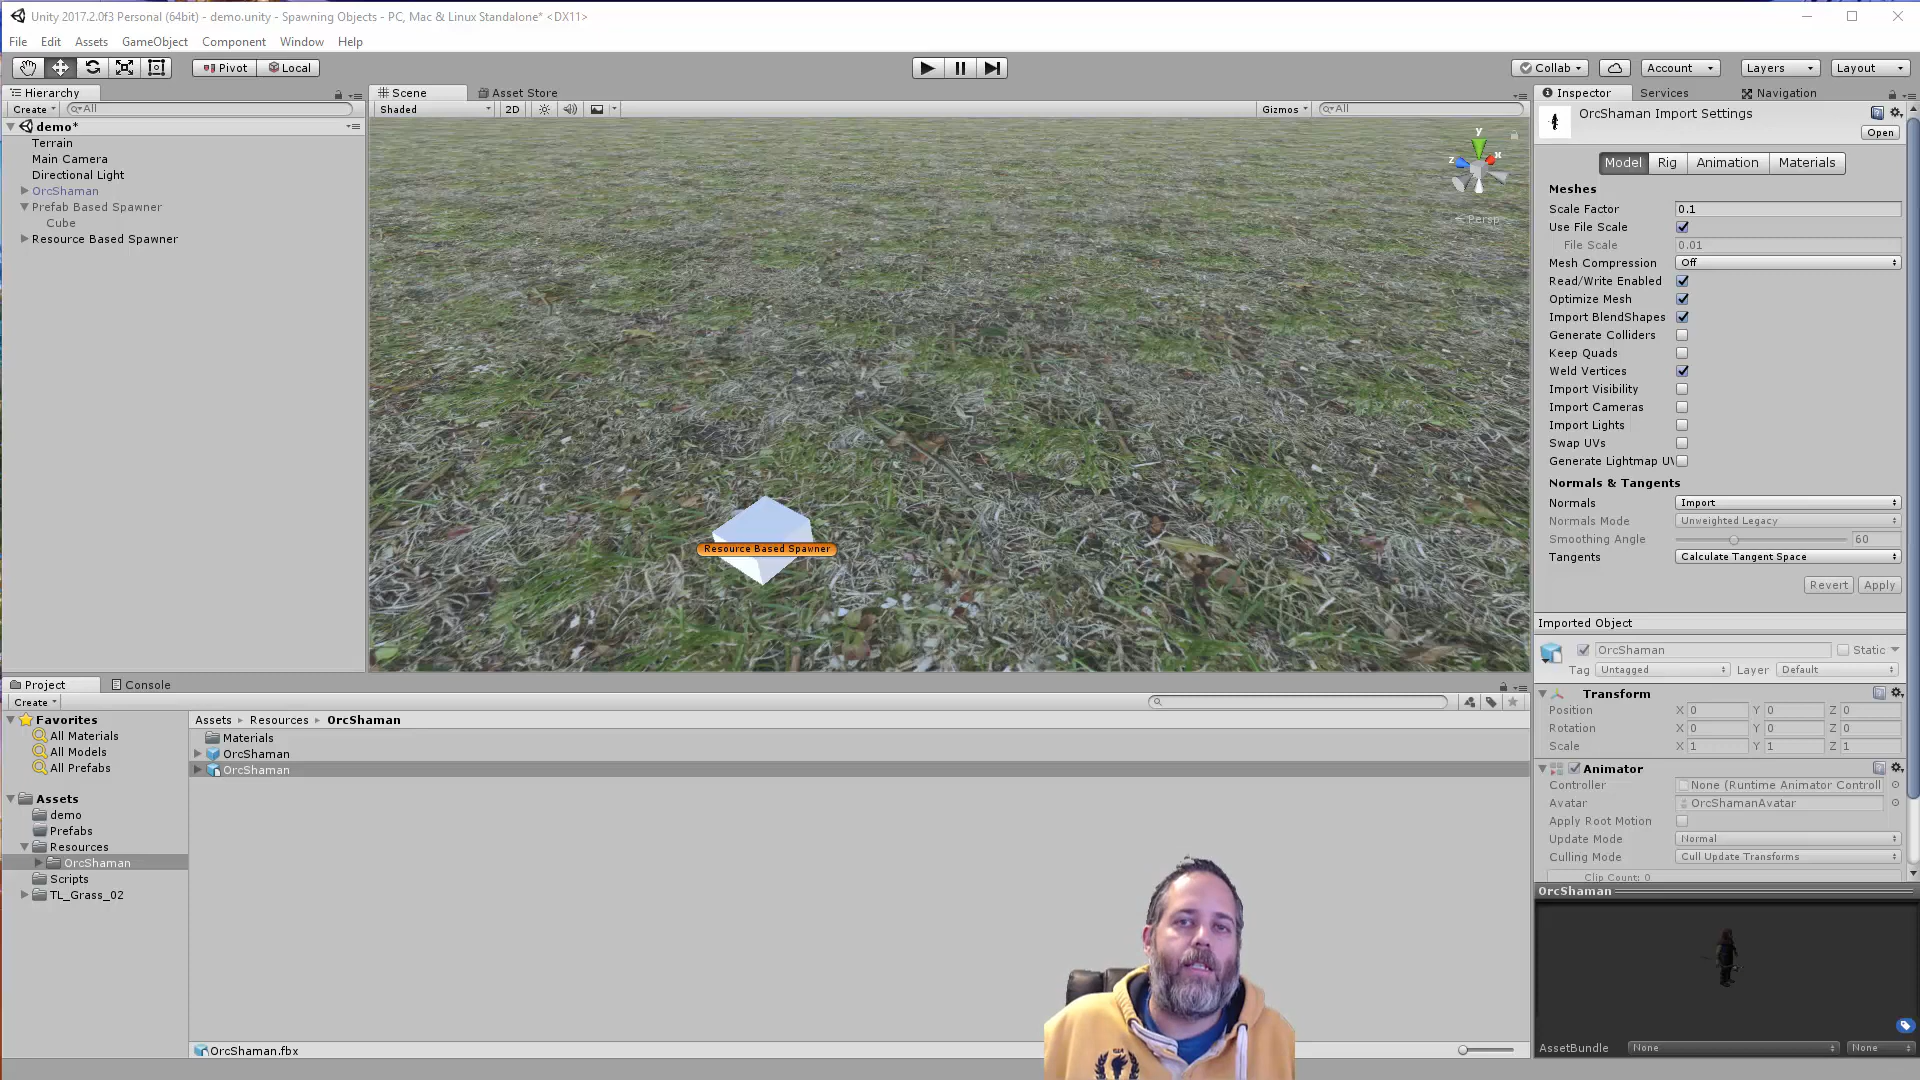 Unity 2017.2.0f3 Personal (64bit) - demo.unity - Spawning Objects - PC, Mac & Linux Standalone* <DX11>
File Edit Assets GameObject Component Window Help
Pivot Local Collab Account Layers Layout
Hierarchy
Create All
demo*
Terrain
Main Camera
Directional Light
OrcShaman
Prefab Based Spawner
Cube
Resource Based Spawner
Scene Asset Store
Shaded 2D Gizmos All
y
z x
Persp
Resource Based Spawner
Inspector Services Navigation
OrcShaman Import Settings
Open
Model Rig Animation Materials
Meshes
Scale Factor 0.1
Use File Scale
File Scale 0.01
Mesh Compression Off
Read/Write Enabled
Optimize Mesh
Import BlendShapes
Generate Colliders
Keep Quads
Weld Vertices
Import Visibility
Import Cameras
Import Lights
Swap UVs
Generate Lightmap UV
Normals & Tangents
Normals Import
Normals Mode Unweighted Legacy
Smoothing Angle 60
Tangents Calculate Tangent Space
Revert Apply
Imported Object
OrcShaman Static
Tag Untagged Layer Default
Transform
Position X 0 Y 0 Z 0
Rotation X 0 Y 0 Z 0
Scale X 1 Y 1 Z 1
Animator
Controller None (Runtime Animator Controll
Avatar OrcShamanAvatar
Apply Root Motion
Update Mode Normal
Culling Mode Cull Update Transforms
Clip Count: 0
OrcShaman
AssetBundle None None
Project Console
Create
Favorites
All Materials
All Models
All Prefabs
Assets
demo
Prefabs
Resources
OrcShaman
Scripts
TL_Grass_02
Assets Resources OrcShaman
Materials
OrcShaman
OrcShaman
OrcShaman.fbx